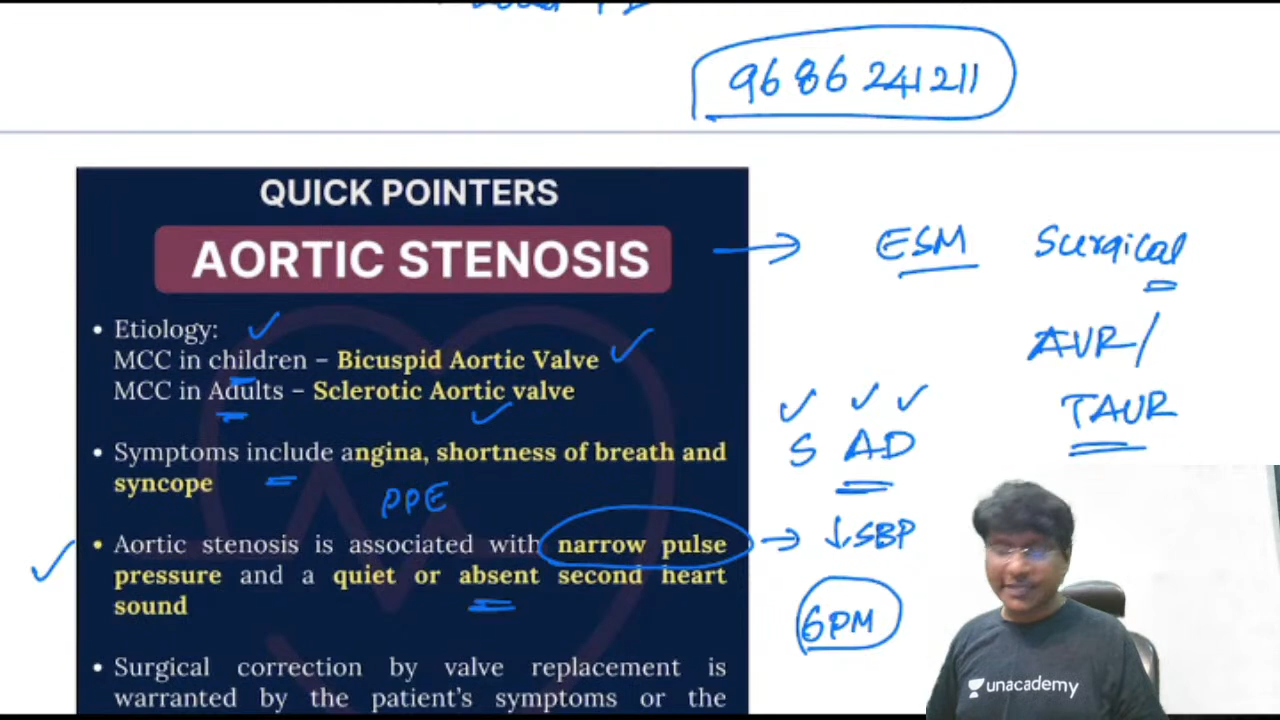 9686241211
QUICK POINTERS
AORTIC STENOSIS
ESM
Surgical
AVR/
TAVR
• Etiology:
MCC in children – Bicuspid Aortic Valve
MCC in Adults – Sclerotic Aortic valve
S AD
• Symptoms include angina, shortness of breath and
syncope
PPE
• Aortic stenosis is associated with narrow pulse
pressure and a quiet or absent second heart
sound
↓SBP
6PM
• Surgical correction by valve replacement is
warranted by the patient's symptoms or the
unacademy